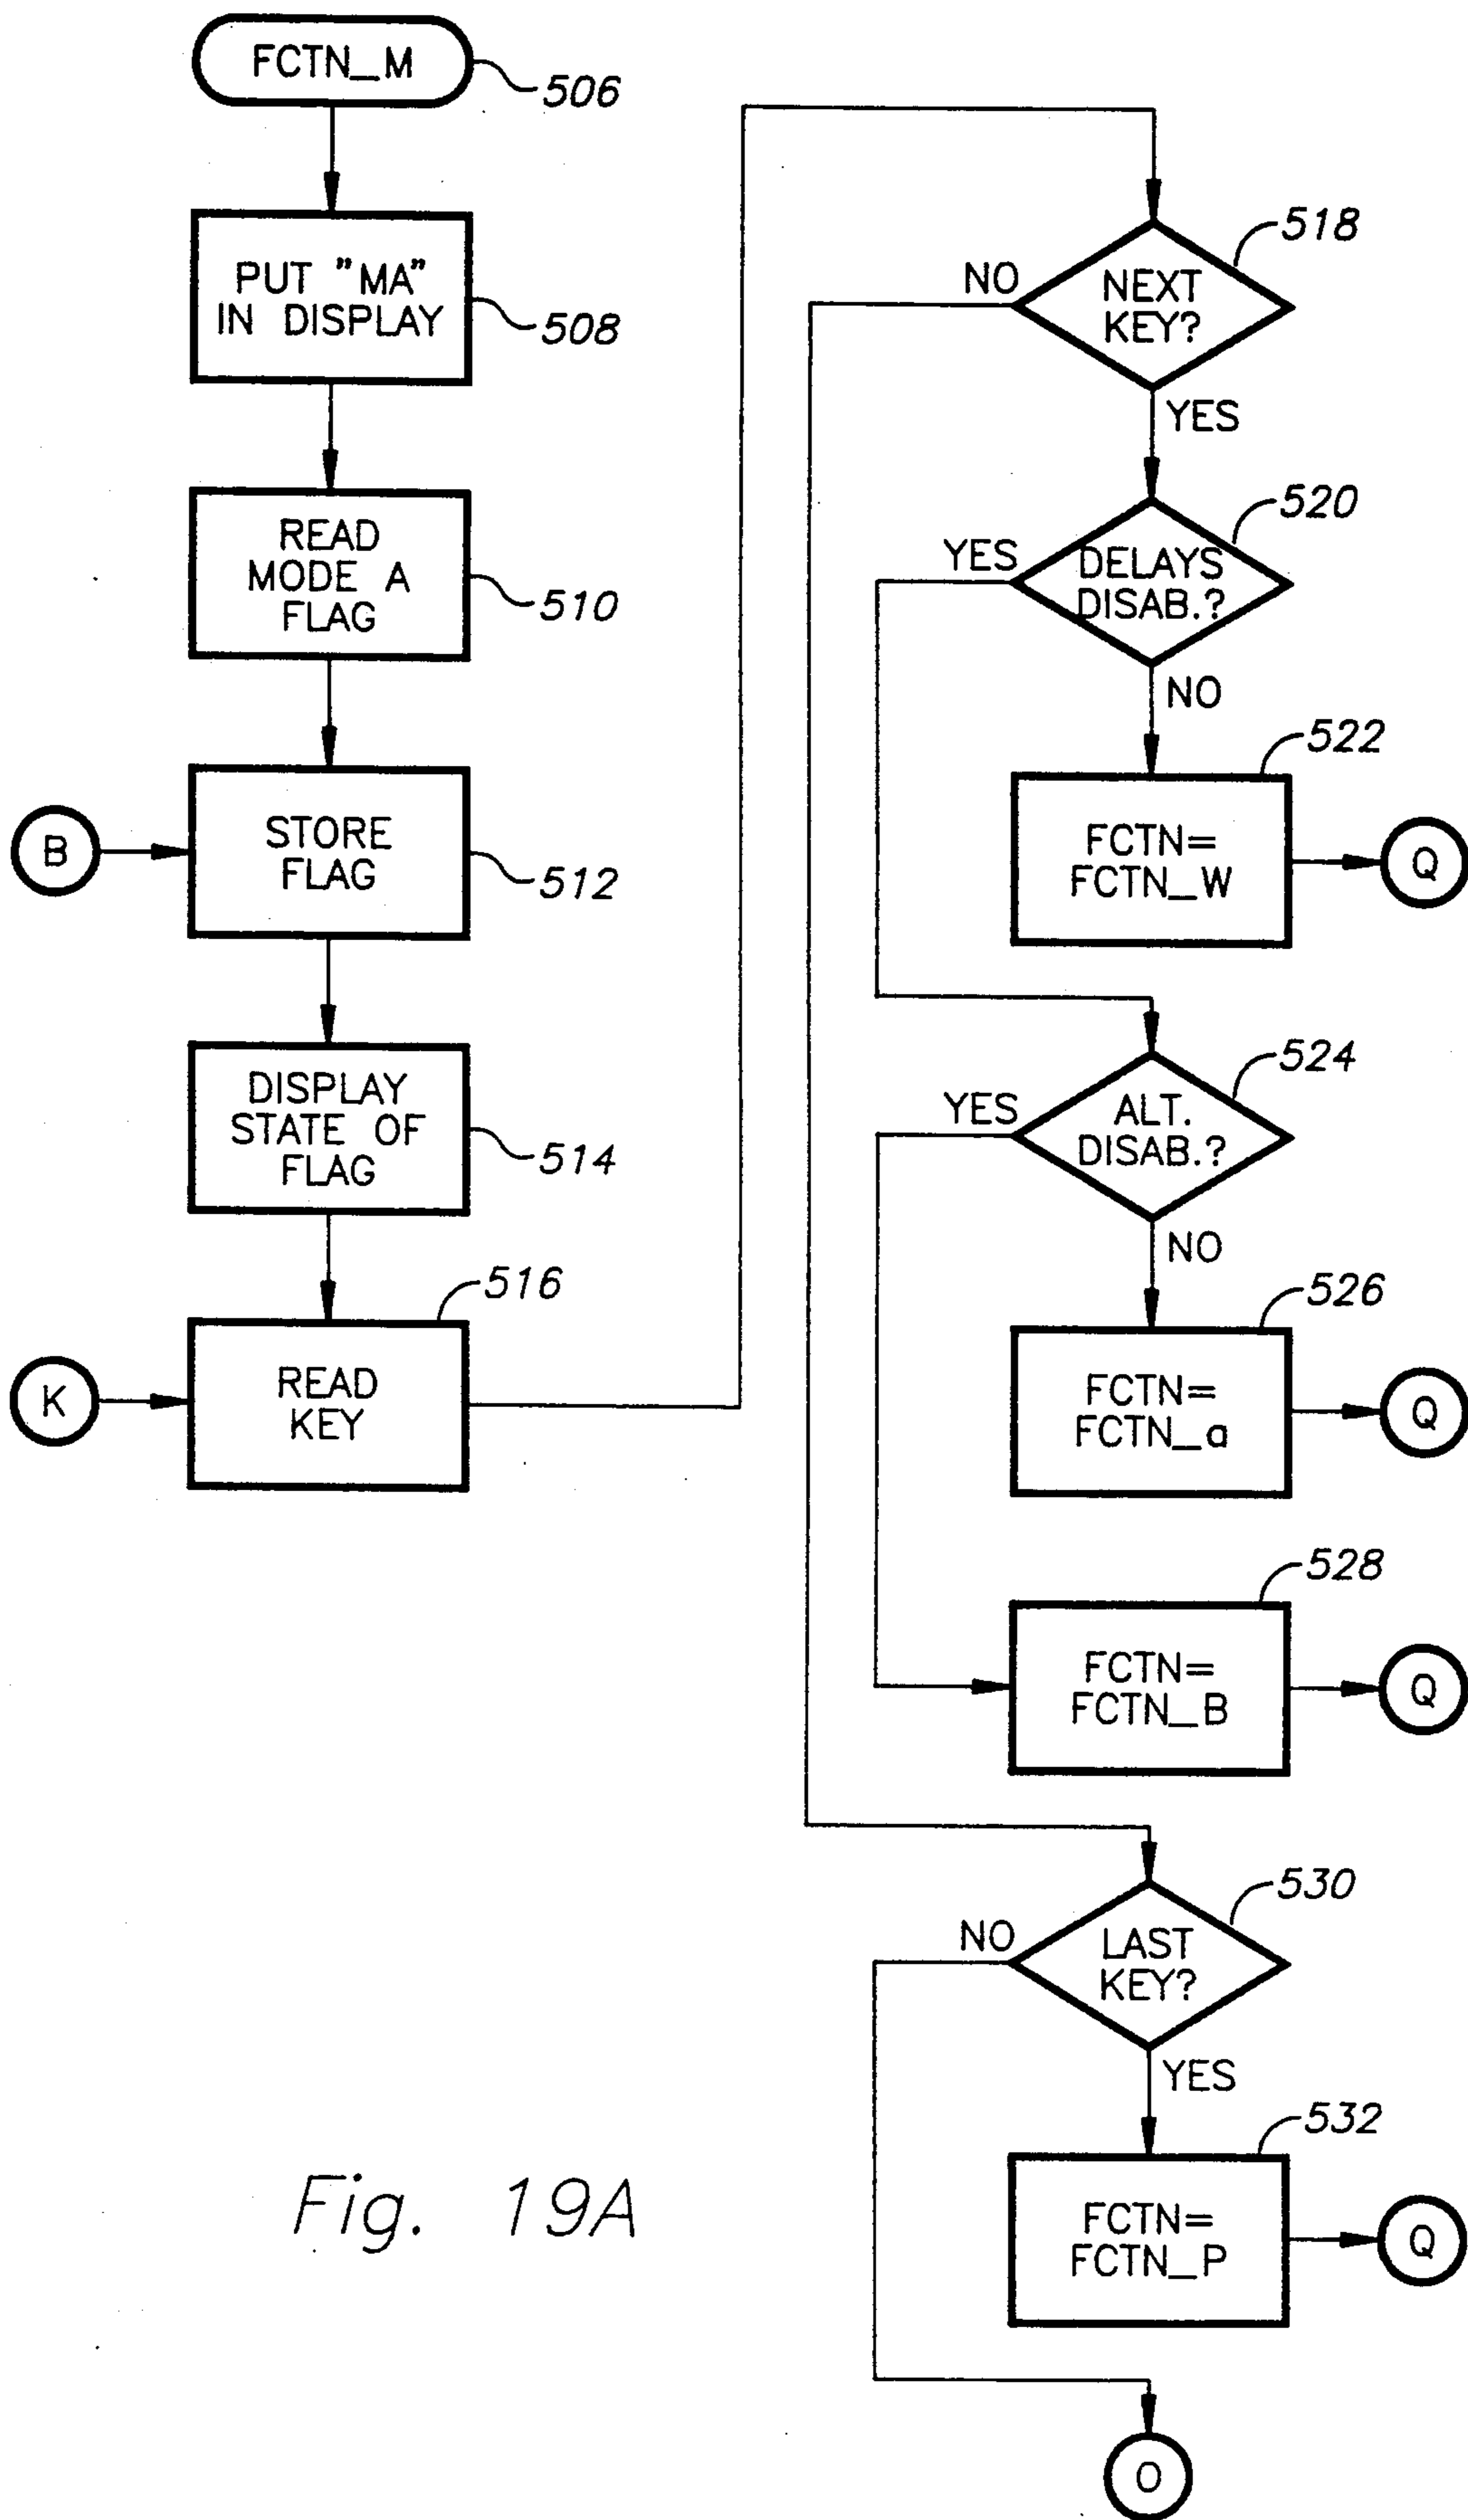 FCTN_M
506
PUT "MA"
IN DISPLAY
508
READ
MODE A
FLAG
510
B
STORE
FLAG
512
DISPLAY
STATE OF
FLAG
514
516
K
READ
KEY
518
NO
NEXT
KEY?
YES
520
YES
DELAYS
DISAB.?
NO
522
FCTN=
FCTN_W
Q
524
YES
ALT.
DISAB.?
NO
526
FCTN=
FCTN_a
Q
528
FCTN=
FCTN_B
Q
530
NO
LAST
KEY?
YES
532
FCTN=
FCTN_P
Q
O
Fig. 19A